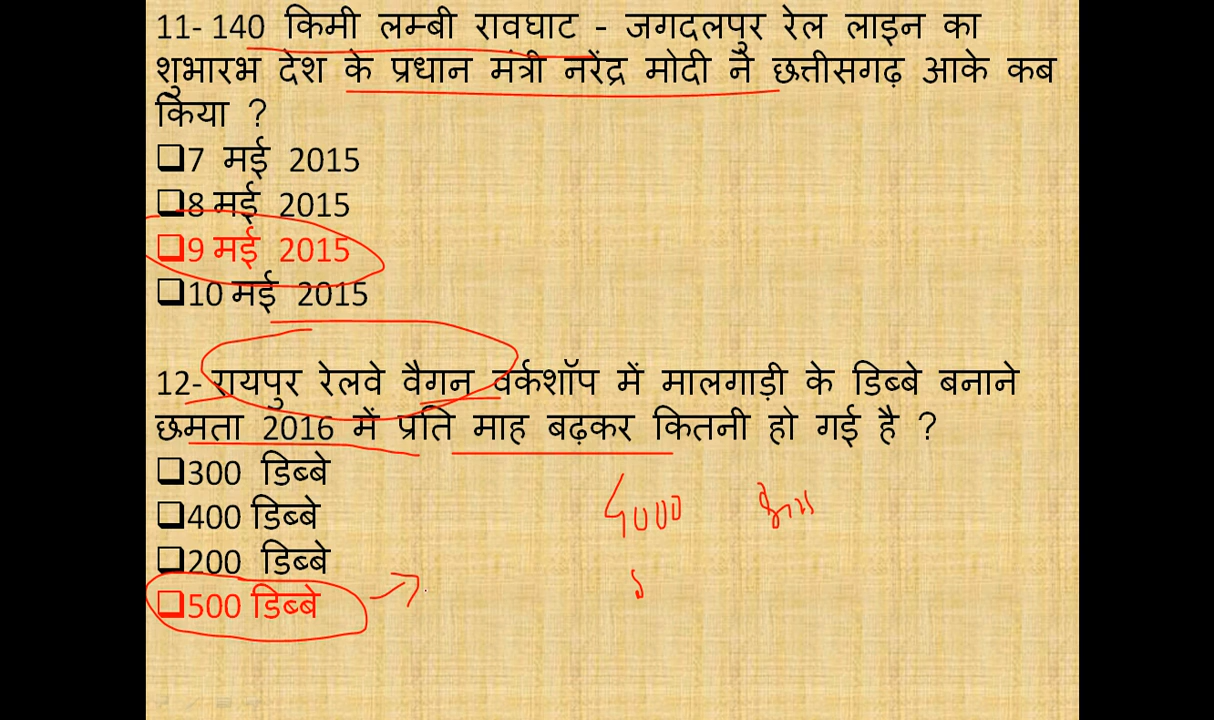 11- 140 किमी लम्बी रावघाट - जगदलपुर रेल लाइन का
शुभारभ देश के प्रधान मंत्री नरेंद्र मोदी ने छत्तीसगढ़ आके कब
किया ?
7 मई 2015
8 मई 2015
9 मई 2015
10 मई 2015
12- रायपुर रेलवे वैगन वर्कशॉप में मालगाड़ी के डिब्बे बनाने
छमता 2016 में प्रति माह बढ़कर कितनी हो गई है ?
300 डिब्बे
400 डिब्बे
200 डिब्बे
500 डिब्बे